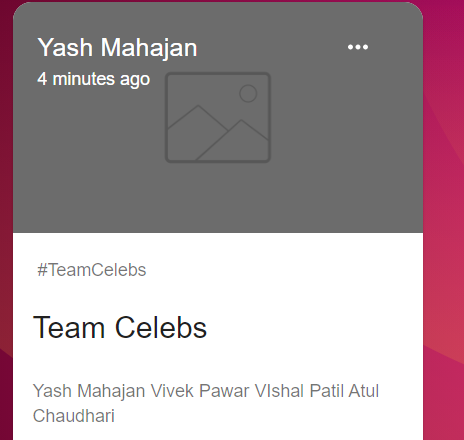 Yash Mahajan
4 minutes ago
#TeamCelebs
Team Celebs
Yash Mahajan Vivek Pawar VIshal Patil Atul
Chaudhari